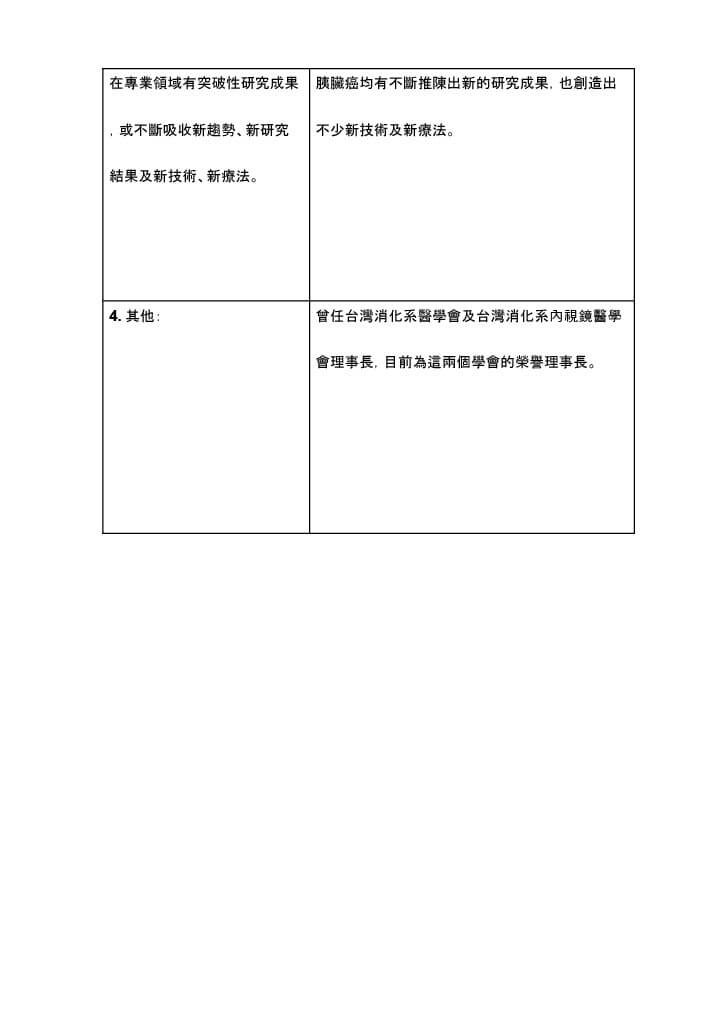 在專業領域有突破性研究成果
，或不斷吸收新趨勢、新研究
結果及新技術、新療法。
胰臟癌均有不斷推陳出新的研究成果，也創造出
不少新技術及新療法。
4. 其他：
曾任台灣消化系醫學會及台灣消化系內視鏡醫學
會理事長，目前為這兩個學會的榮譽理事長。